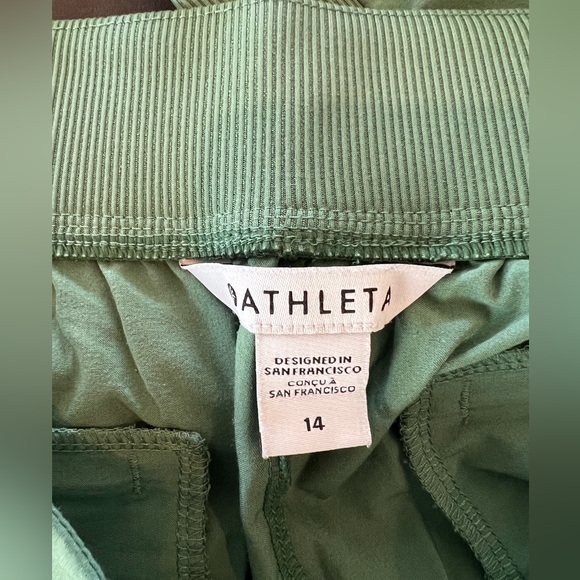 ATHLETA
DESIGNED IN
SAN FRANCISCO
CONÇU À
SAN FRANCISCO
14